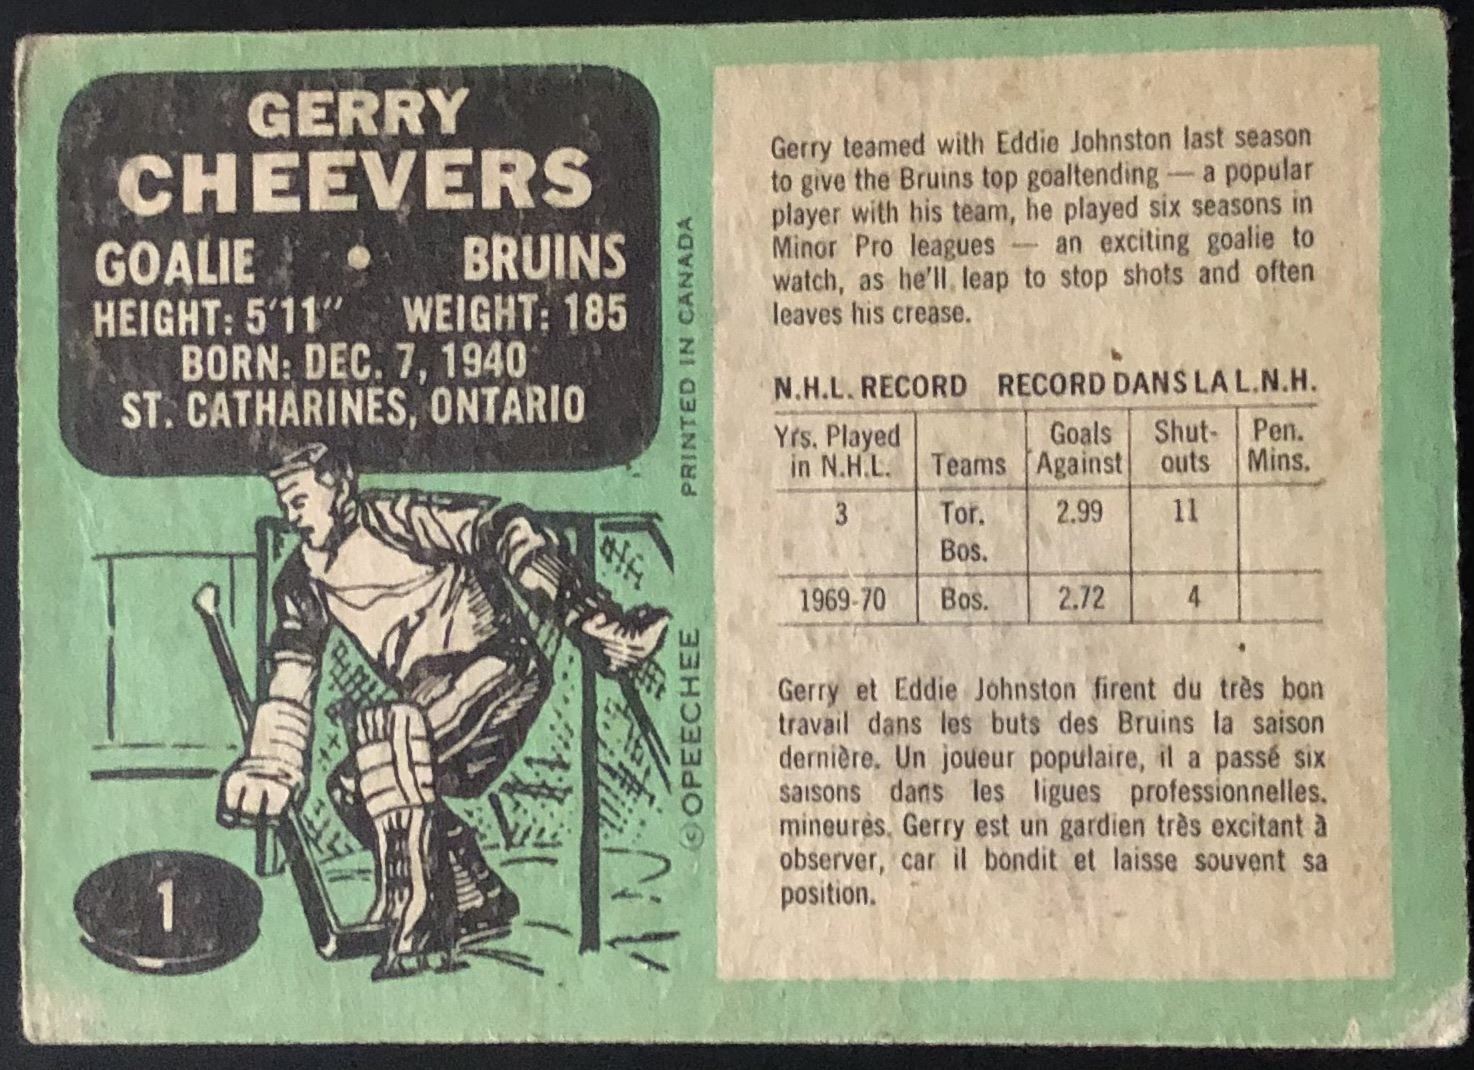 GERRY
CHEEVERS
GOALIE • BRUINS
HEIGHT: 5'11" WEIGHT: 185
BORN: DEC. 7, 1940
ST. CATHARINES, ONTARIO
1
© OPEECHEE PRINTED IN CANADA
Gerry teamed with Eddie Johnston last season
to give the Bruins top goaltending — a popular
player with his team, he played six seasons in
Minor Pro leagues — an exciting goalie to
watch, as he'll leap to stop shots and often
leaves his crease.
N.H.L. RECORD RECORD DANS LA L.N.H.
Yrs. Played Goals Shut- Pen.
in N.H.L. Teams Against outs Mins.
3 Tor. 2.99 11
Bos.
1969-70 Bos. 2.72 4
Gerry et Eddie Johnston firent du très bon
travail dans les buts des Bruins la saison
dernière. Un joueur populaire, il a passé six
saisons dans les ligues professionnelles.
mineures. Gerry est un gardien très excitant à
observer, car il bondit et laisse souvent sa
position.